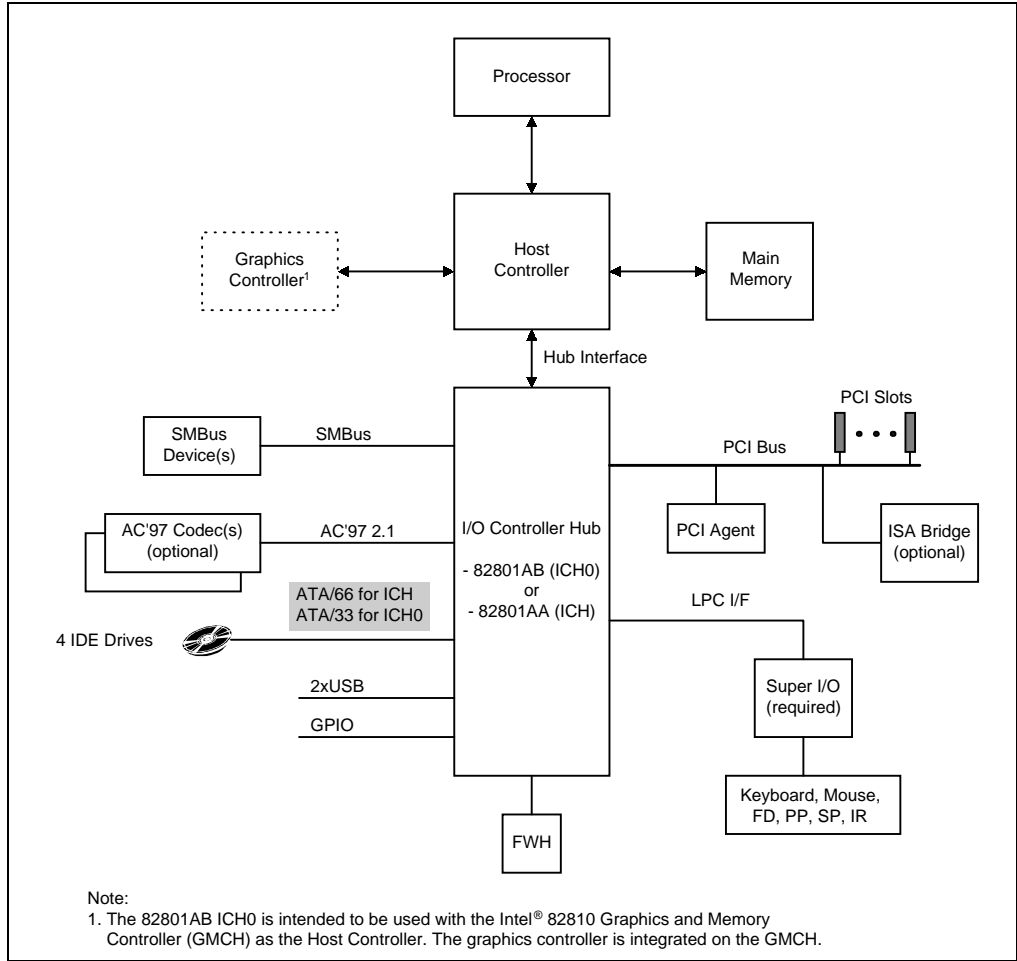 Processor
Graphics
Controller¹
Host
Controller
Main
Memory
Hub Interface
PCI Slots
SMBus
Device(s)
SMBus
PCI Bus
AC'97 Codec(s)
(optional)
AC'97 2.1
I/O Controller Hub
- 82801AB (ICH0)
or
- 82801AA (ICH)
PCI Agent
ISA Bridge
(optional)
ATA/66 for ICH
ATA/33 for ICH0
LPC I/F
4 IDE Drives
2xUSB
GPIO
Super I/O
(required)
Keyboard, Mouse,
FD, PP, SP, IR
FWH
Note:
1. The 82801AB ICH0 is intended to be used with the Intel® 82810 Graphics and Memory
Controller (GMCH) as the Host Controller. The graphics controller is integrated on the GMCH.